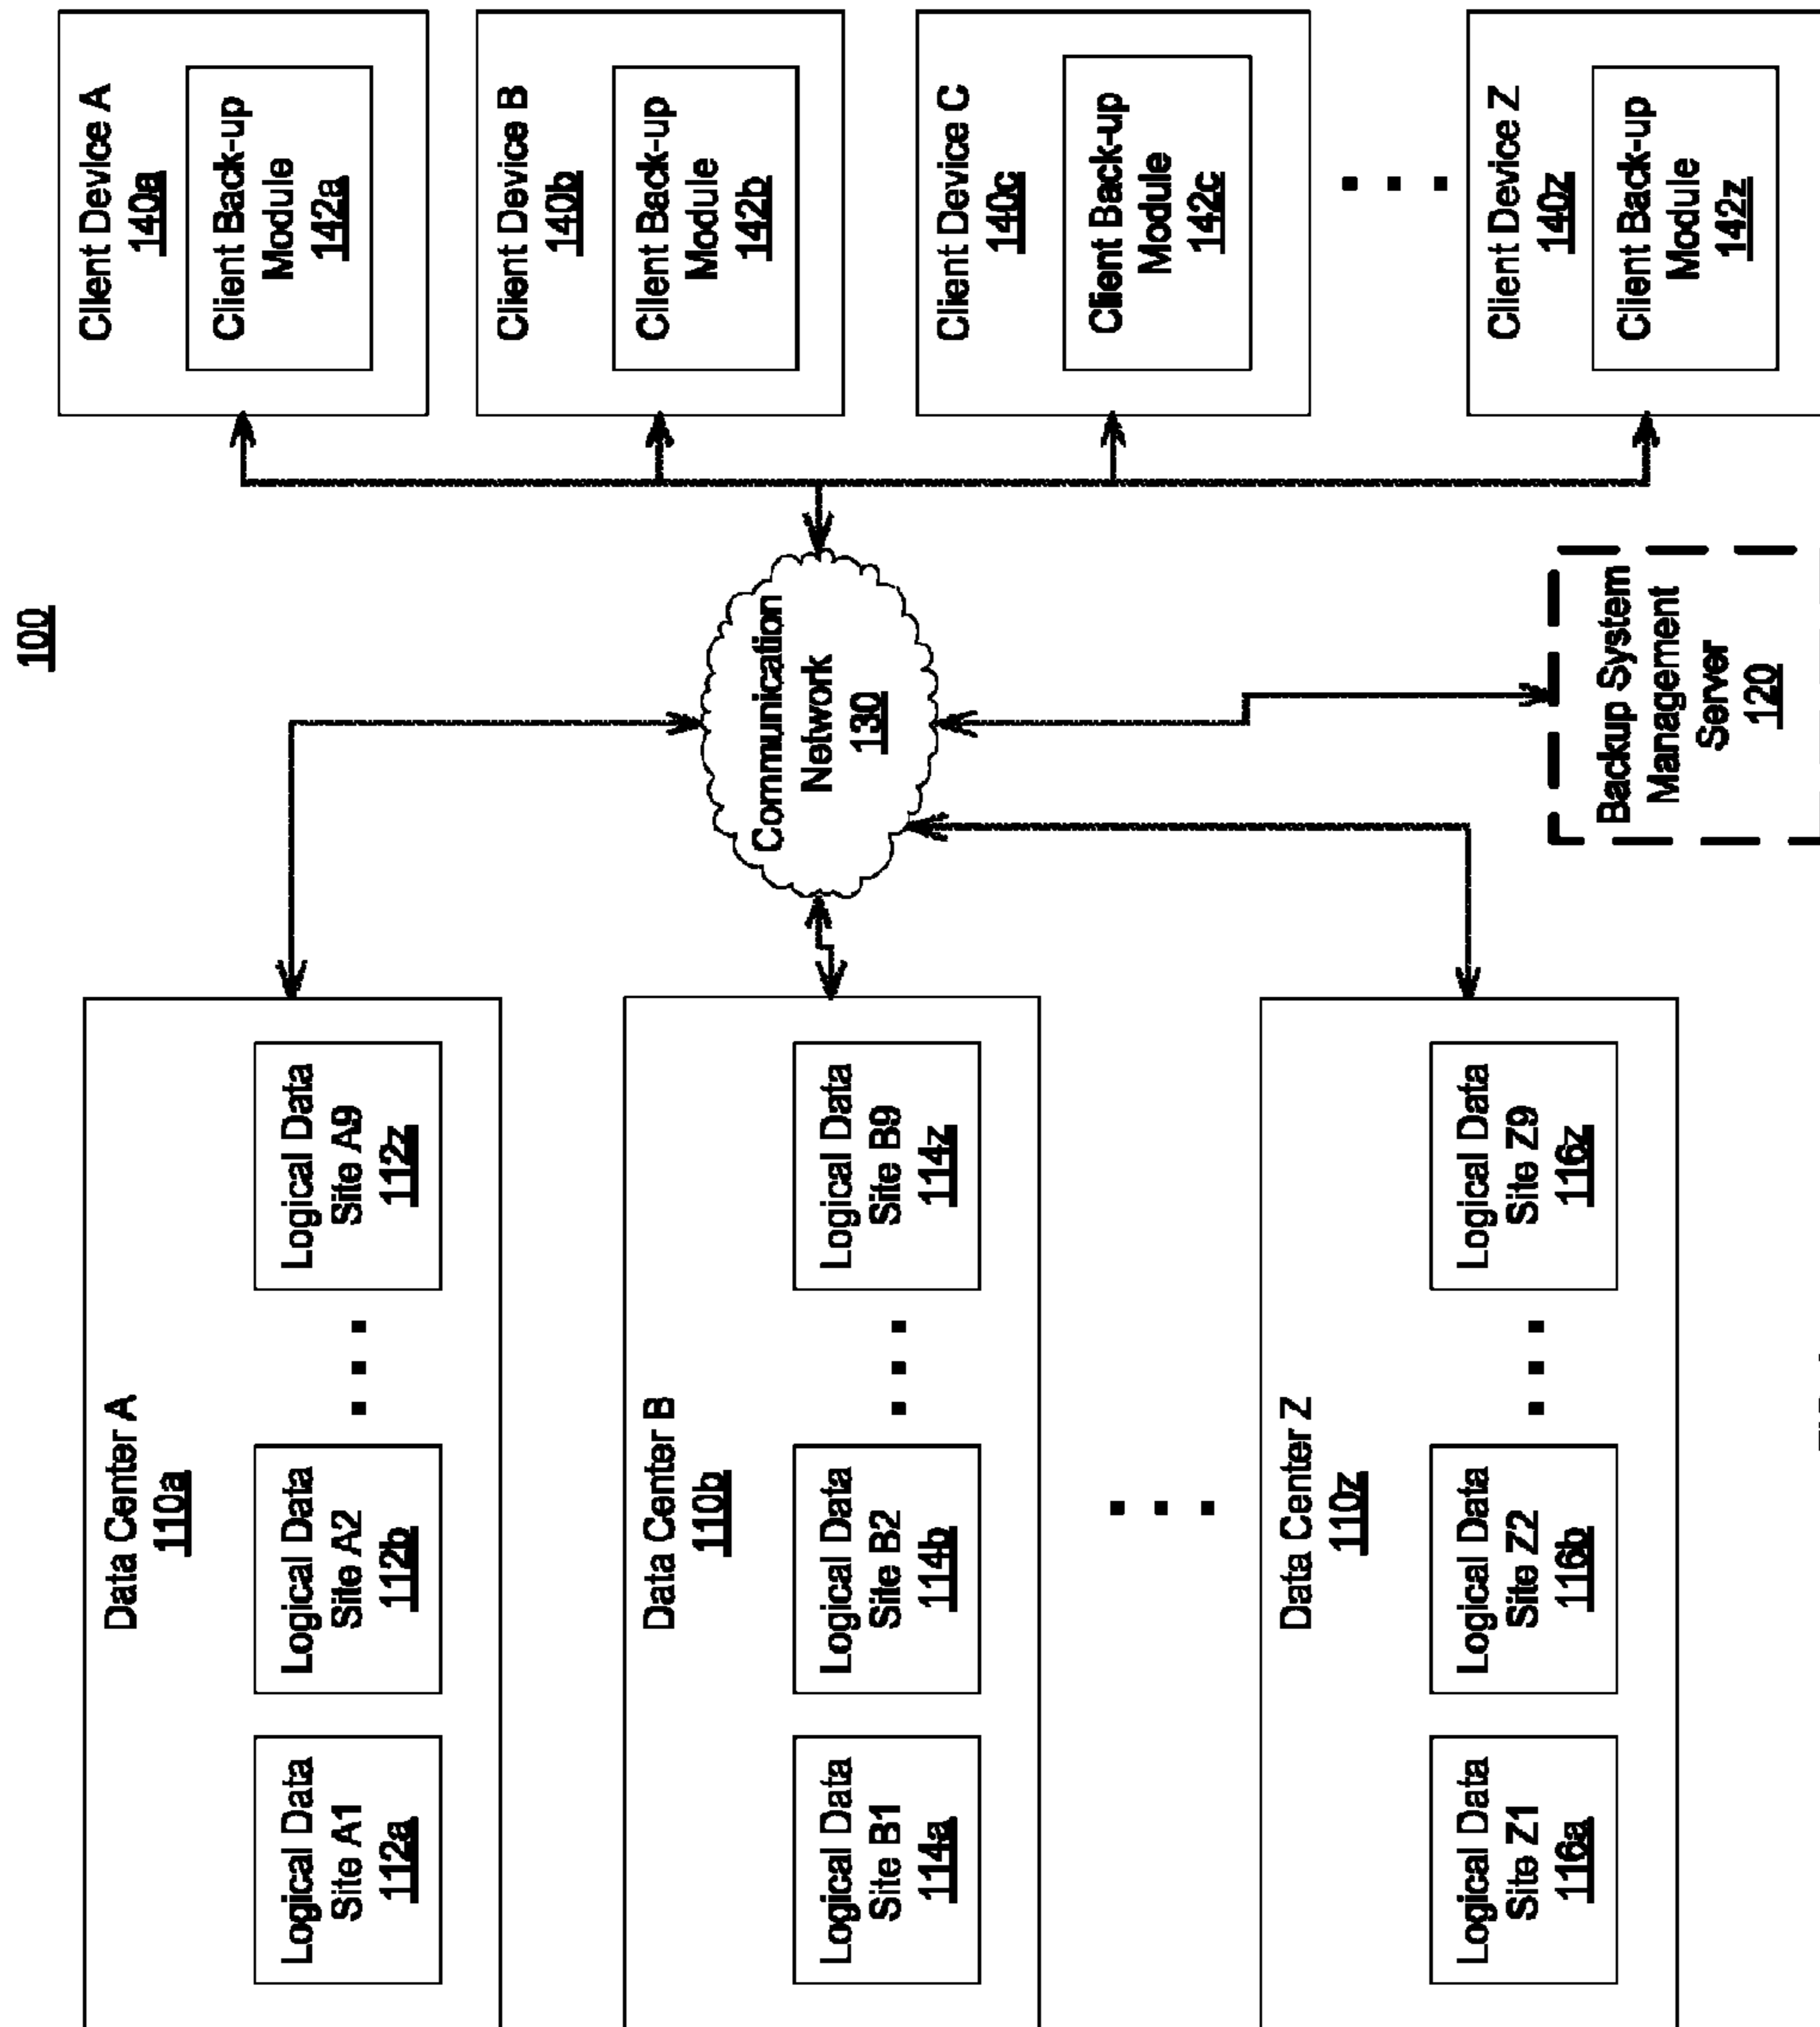 100
Data Center A
110a
Logical Data
Site A1
112a
Logical Data
Site A2
112b
Logical Data
Site A9
112z
Data Center B
110b
Logical Data
Site B1
114a
Logical Data
Site B2
114b
Logical Data
Site B9
114z
Data Center Z
110z
Logical Data
Site Z1
116a
Logical Data
Site Z2
116b
Logical Data
Site Z9
116z
Communication
Network
130
Backup System
Management
Server
120
Client Device A
140a
Client Back-up
Module
142a
Client Device B
140b
Client Back-up
Module
142b
Client Device C
140c
Client Back-up
Module
142c
Client Device Z
140z
Client Back-up
Module
142z